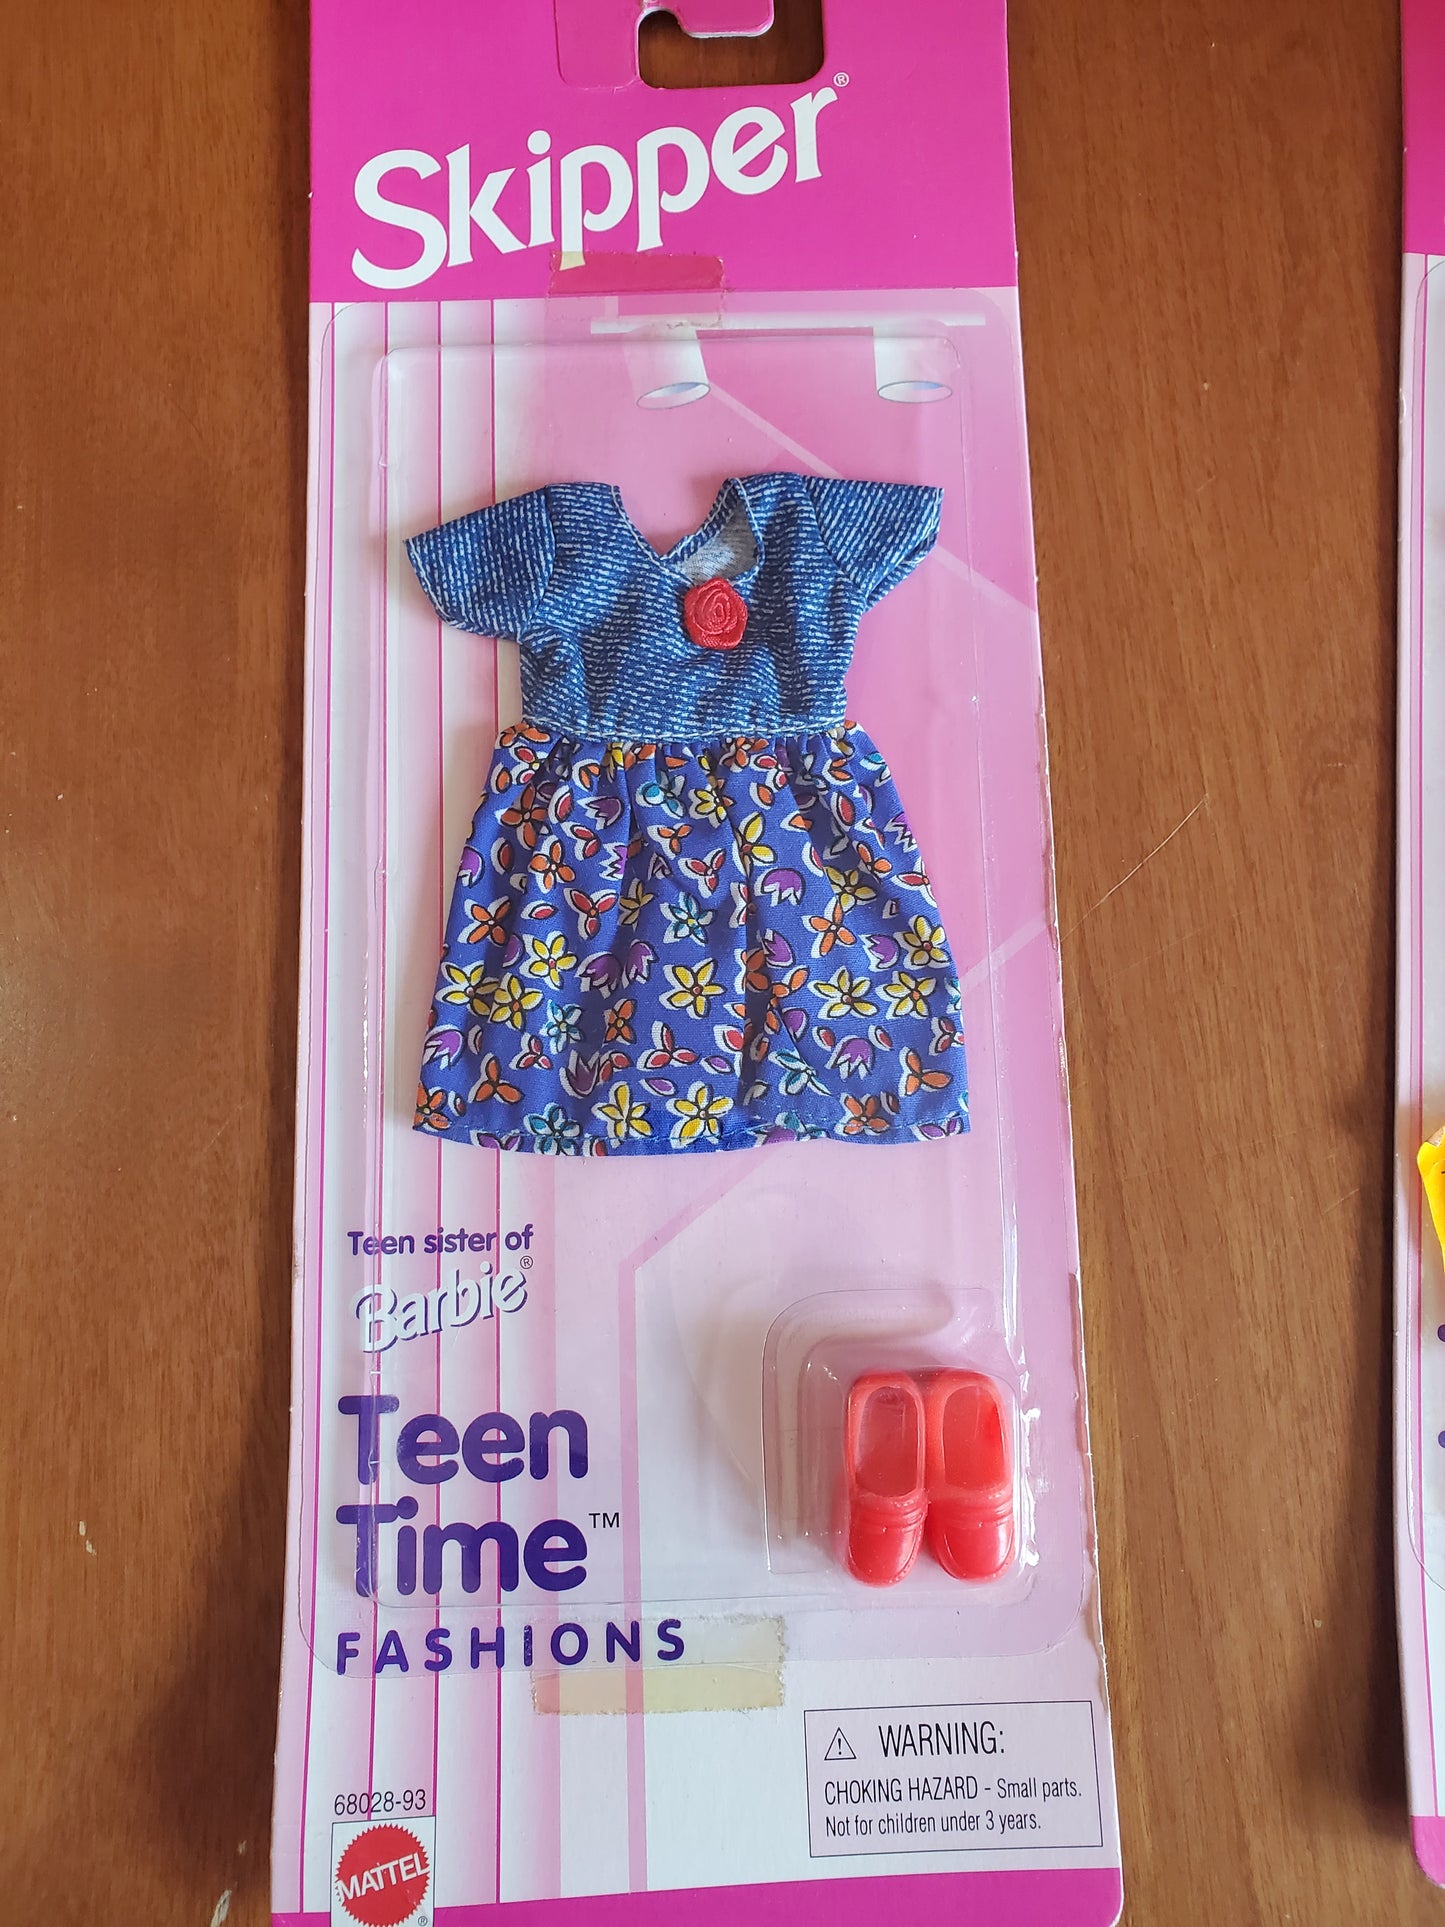 Skipper®
Teen sister of
Barbie®
Teen
Time™
FASHIONS
⚠ WARNING:
CHOKING HAZARD - Small parts.
Not for children under 3 years.
68028-93
MATTEL
®